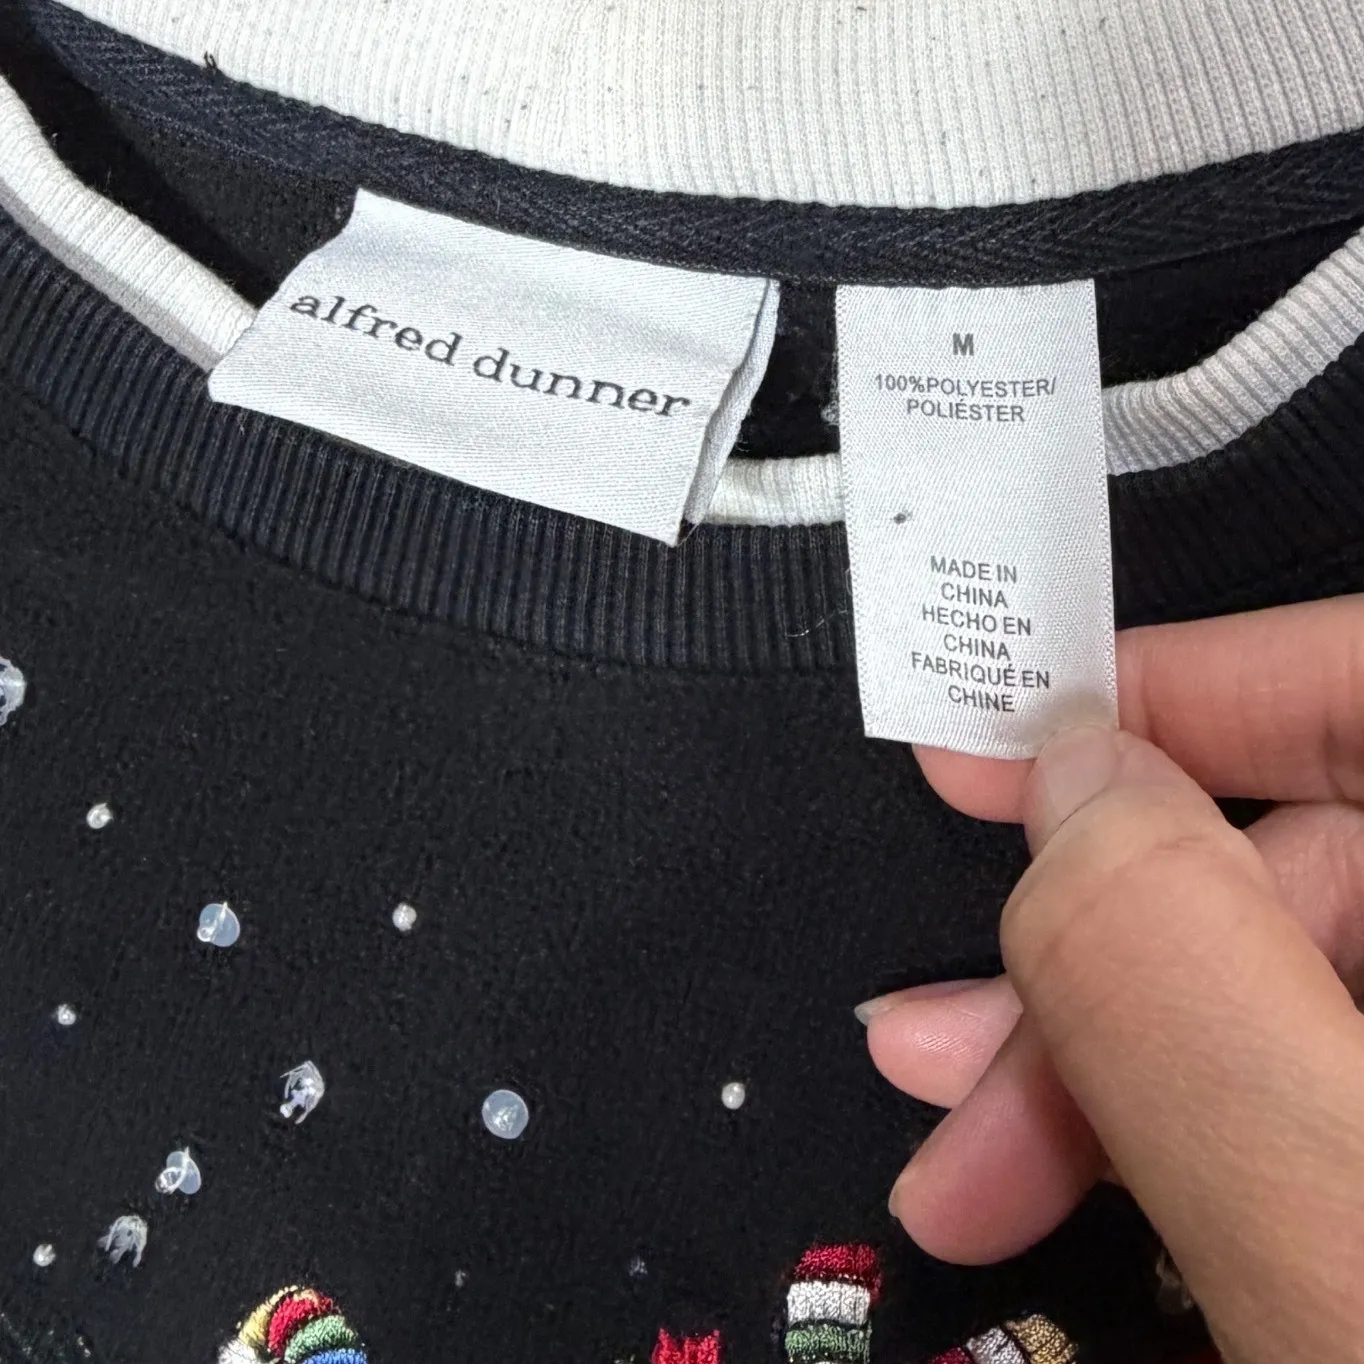 alfred dunner
M
100%POLYESTER/
POLIÉSTER
MADE IN
CHINA
HECHO EN
CHINA
FABRIQUÉ EN
CHINE